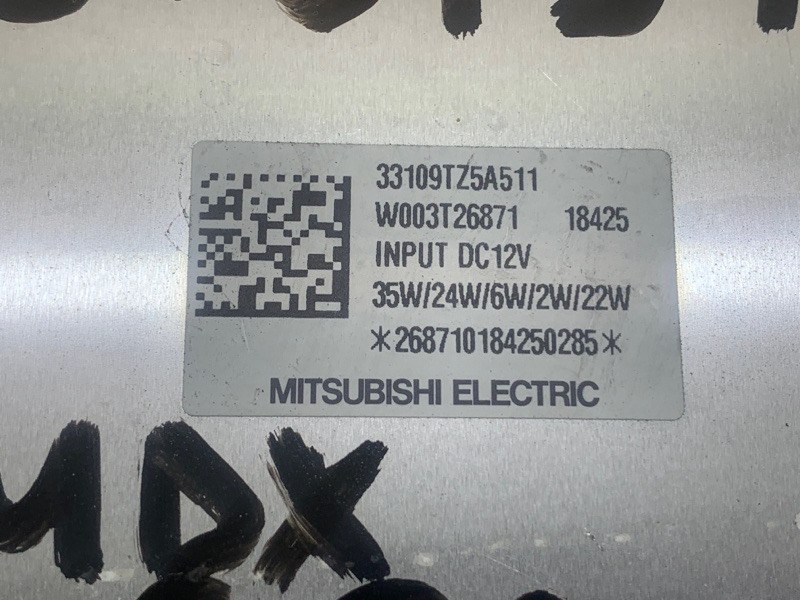 33109TZ5A511
W003T26871 18425
INPUT DC12V
35W/24W/6W/2W/22W
*268710184250285*
MITSUBISHI ELECTRIC
MDX